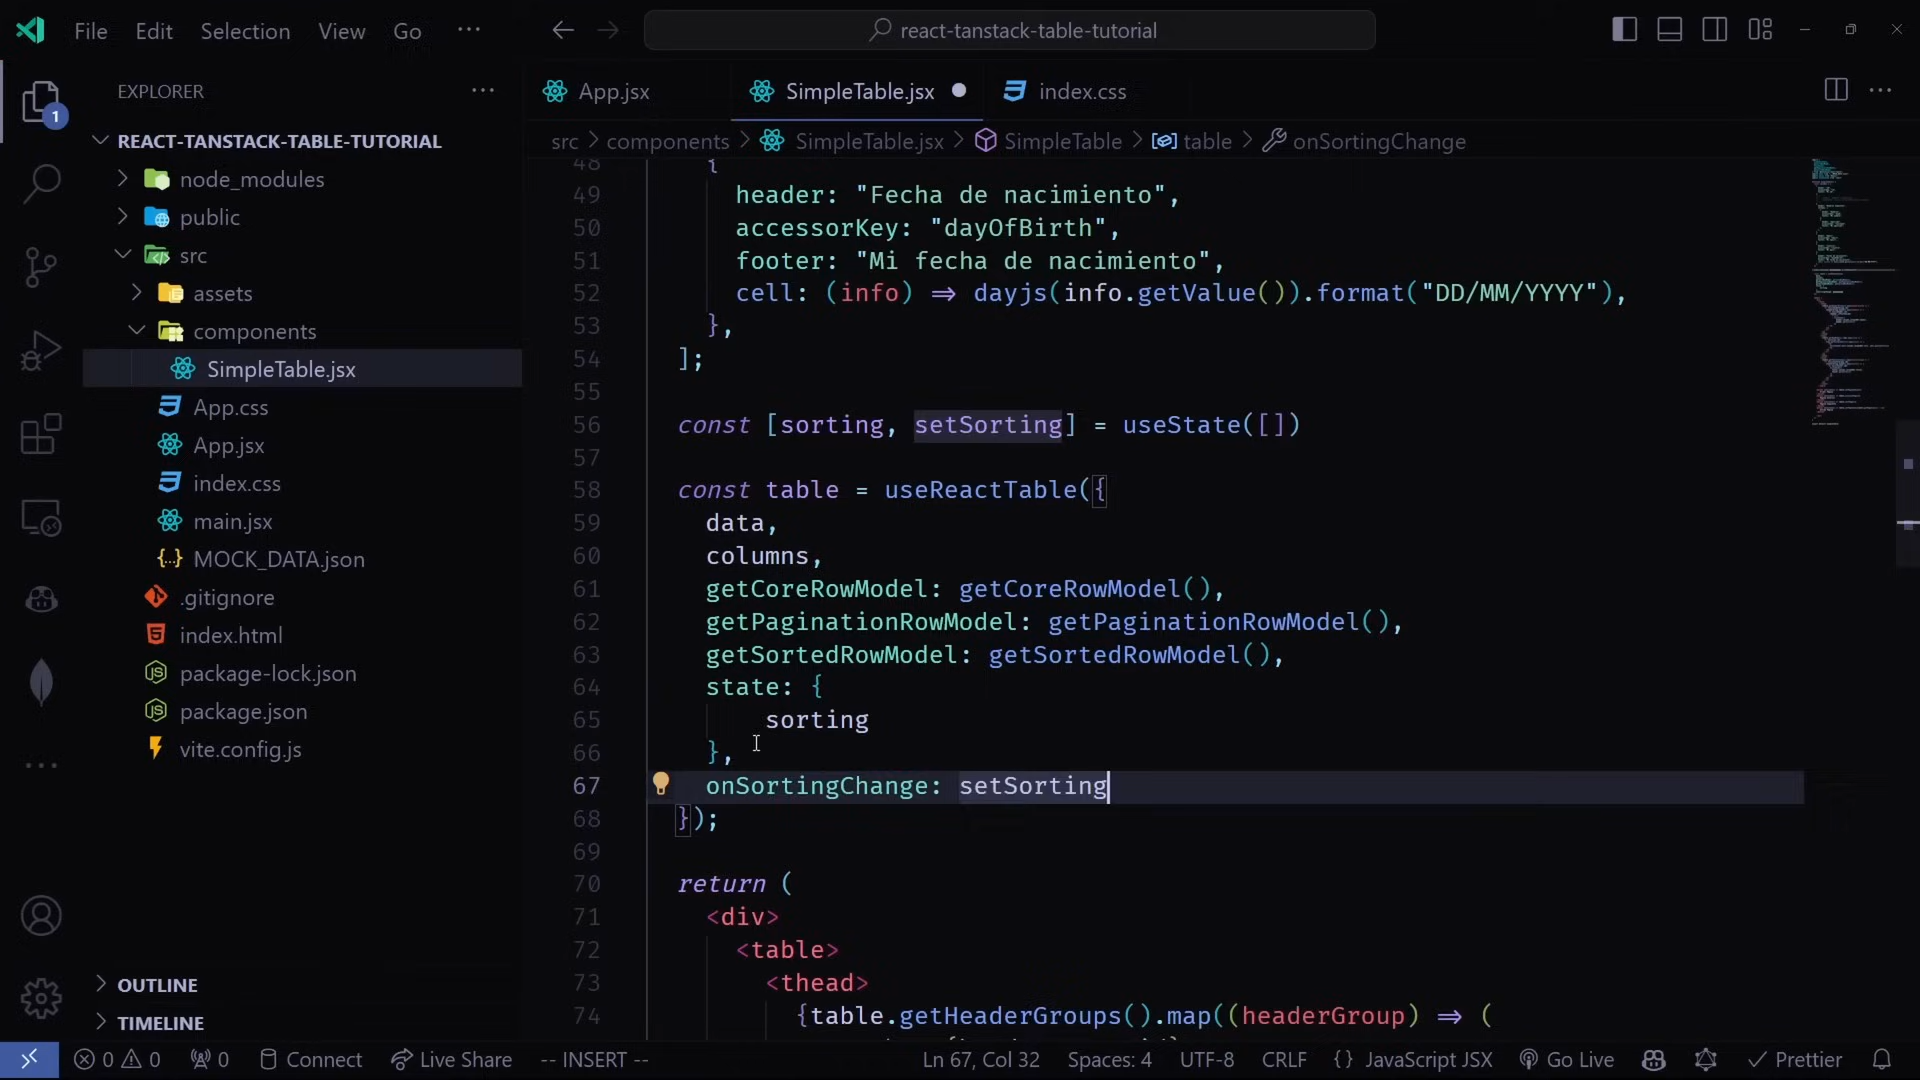 File Edit Selection View Go ···
react-tanstack-table-tutorial
EXPLORER ···
REACT-TANSTACK-TABLE-TUTORIAL
node_modules
public
src
assets
components
SimpleTable.jsx
App.css
App.jsx
index.css
main.jsx
MOCK_DATA.json
.gitignore
index.html
package-lock.json
package.json
vite.config.js
OUTLINE
TIMELINE
1
App.jsx SimpleTable.jsx index.css
src > components > SimpleTable.jsx > SimpleTable > table > onSortingChange
48 {
49 header: "Fecha de nacimiento",
50 accessorKey: "dayOfBirth",
51 footer: "Mi fecha de nacimiento",
52 cell: (info) ⇒ dayjs(info.getValue()).format("DD/MM/YYYY"),
53 },
54 ];
55
56 const [sorting, setSorting] = useState([])
57
58 const table = useReactTable({
59 data,
60 columns,
61 getCoreRowModel: getCoreRowModel(),
62 getPaginationRowModel: getPaginationRowModel(),
63 getSortedRowModel: getSortedRowModel(),
64 state: {
65 sorting
66 },
67 onSortingChange: setSorting
68 });
69
70 return (
71 <div>
72 <table>
73 <thead>
74 {table.getHeaderGroups().map((headerGroup) ⇒ (
0 0 0 Connect Live Share -- INSERT -- Ln 67, Col 32 Spaces: 4 UTF-8 CRLF {} JavaScript JSX Go Live Prettier